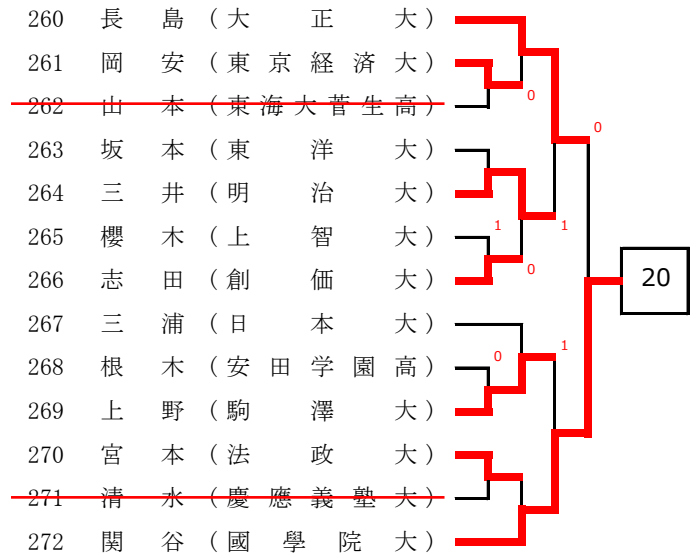 260 長島（大正大）
261 岡安（東京経済大）
262 山本（東海大菅生高）
0
0
263 坂本（東洋大）
264 三井（明治大）
1
1
265 櫻木（上智大）
0
266 志田（創価大）
20
267 三浦（日本大）
1
0
268 根木（安田学園高）
269 上野（駒澤大）
270 宮本（法政大）
271 清水（慶應義塾大）
272 関谷（國學院大）